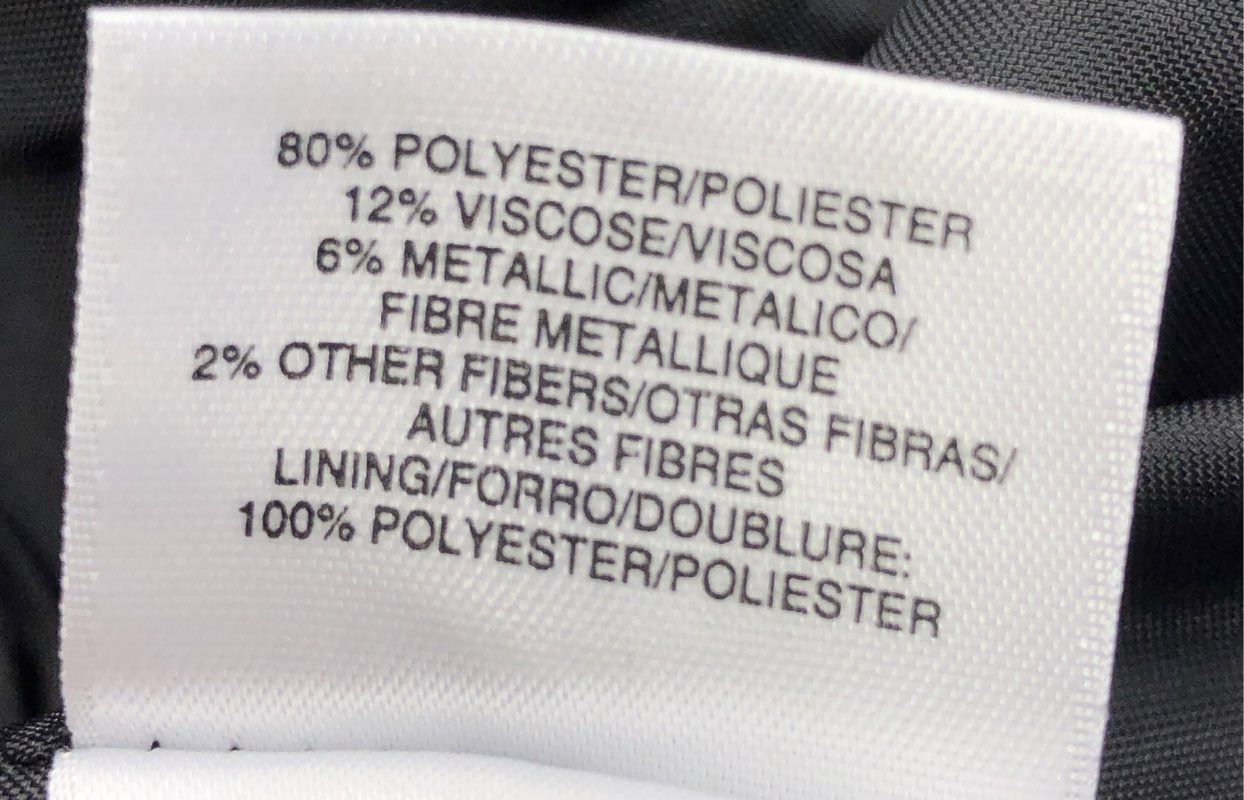 80% POLYESTER/POLIESTER
12% VISCOSE/VISCOSA
6% METALLIC/METALICO/
FIBRE METALLIQUE
2% OTHER FIBERS/OTRAS FIBRAS/
AUTRES FIBRES
LINING/FORRO/DOUBLURE:
100% POLYESTER/POLIESTER